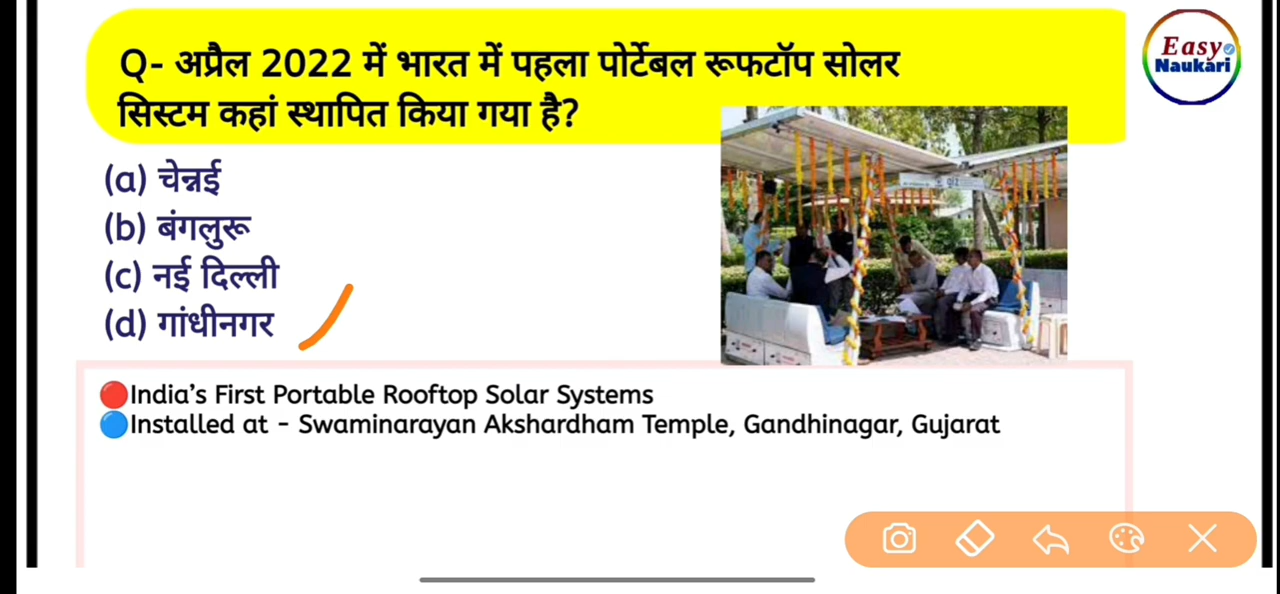 Q- अप्रैल 2022 में भारत में पहला पोर्टेबल रूफटॉप सोलर
सिस्टम कहां स्थापित किया गया है?
Easy
Naukari
(a) चेन्नई
(b) बंगलुरू
(c) नई दिल्ली
(d) गांधीनगर
India's First Portable Rooftop Solar Systems
Installed at - Swaminarayan Akshardham Temple, Gandhinagar, Gujarat